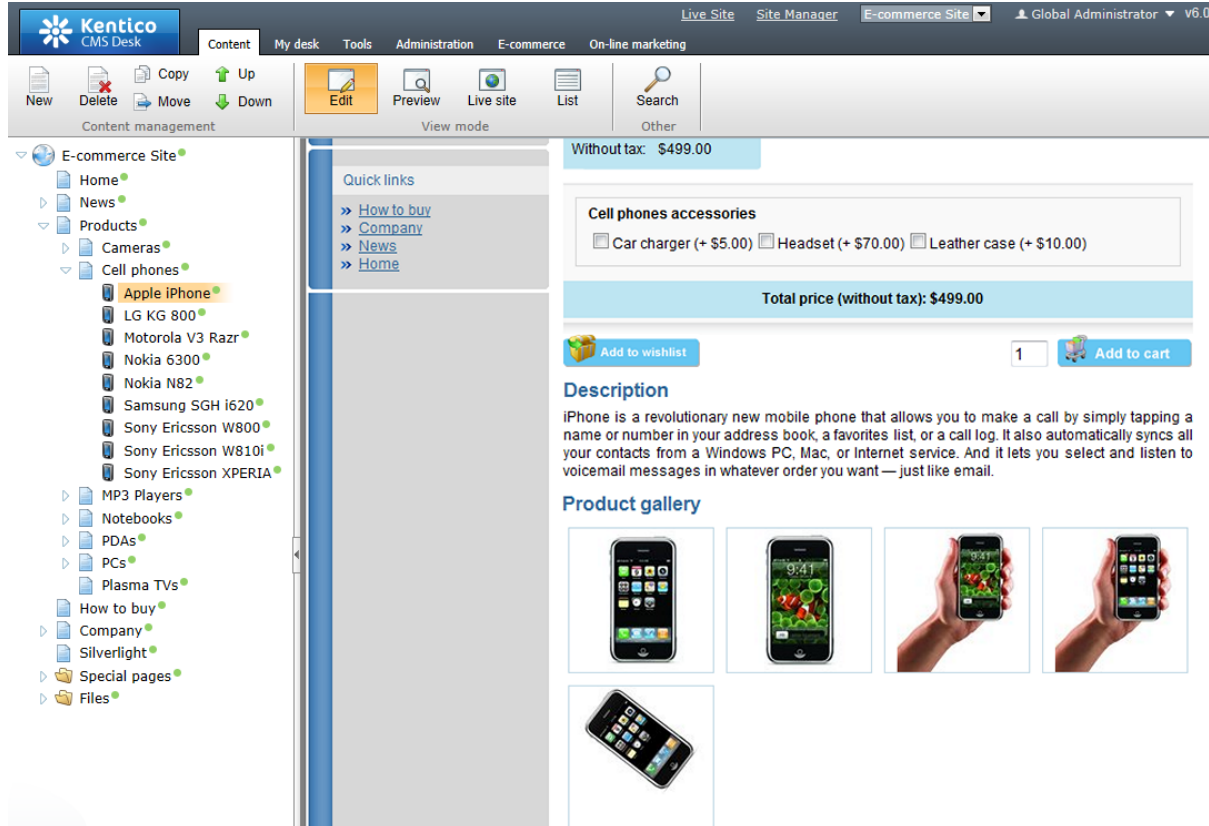 Live Site Site Manager E-commerce Site Global Administrator v6.0
Kentico
CMS Desk
Content My desk Tools Administration E-commerce On-line marketing
New Delete Copy Move Up Down
Content management
Edit Preview Live site List
View mode
Search
Other
E-commerce Site
Home
News
Products
Cameras
Cell phones
Apple iPhone
LG KG 800
Motorola V3 Razr
Nokia 6300
Nokia N82
Samsung SGH i620
Sony Ericsson W800
Sony Ericsson W810i
Sony Ericsson XPERIA
MP3 Players
Notebooks
PDAs
PCs
Plasma TVs
How to buy
Company
Silverlight
Special pages
Files
Quick links
» How to buy
» Company
» News
» Home
Without tax: $499.00
Cell phones accessories
Car charger (+ $5.00) Headset (+ $70.00) Leather case (+ $10.00)
Total price (without tax): $499.00
Add to wishlist 1 Add to cart
Description
iPhone is a revolutionary new mobile phone that allows you to make a call by simply tapping a
name or number in your address book, a favorites list, or a call log. It also automatically syncs all
your contacts from a Windows PC, Mac, or Internet service. And it lets you select and listen to
voicemail messages in whatever order you want — just like email.
Product gallery
9:41
9:41